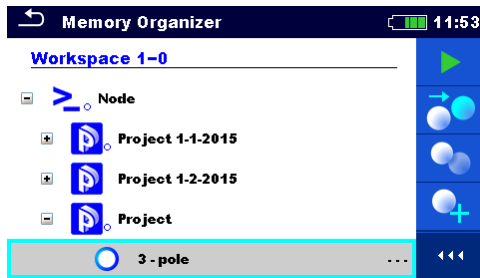 Memory Organizer 11:53
Workspace 1-0
Node
Project 1-1-2015
Project 1-2-2015
Project
3 - pole ...